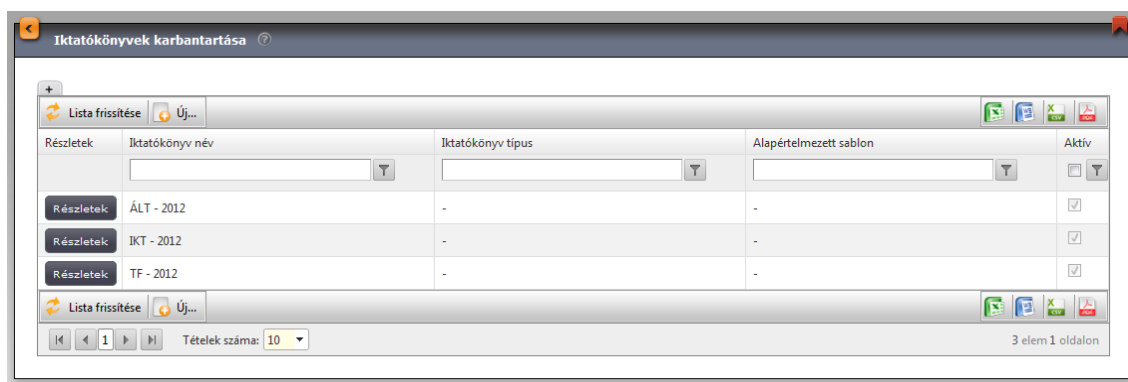 Iktatókönyvek karbantartása ?
+
Lista frissítése Új...
Részletek Iktatókönyv név Iktatókönyv típus Alapértelmezett sablon Aktív
Részletek ÁLT - 2012 - -
Részletek IKT - 2012 - -
Részletek TF - 2012 - -
Lista frissítése Új...
1 Tételek száma: 10 3 elem 1 oldalon